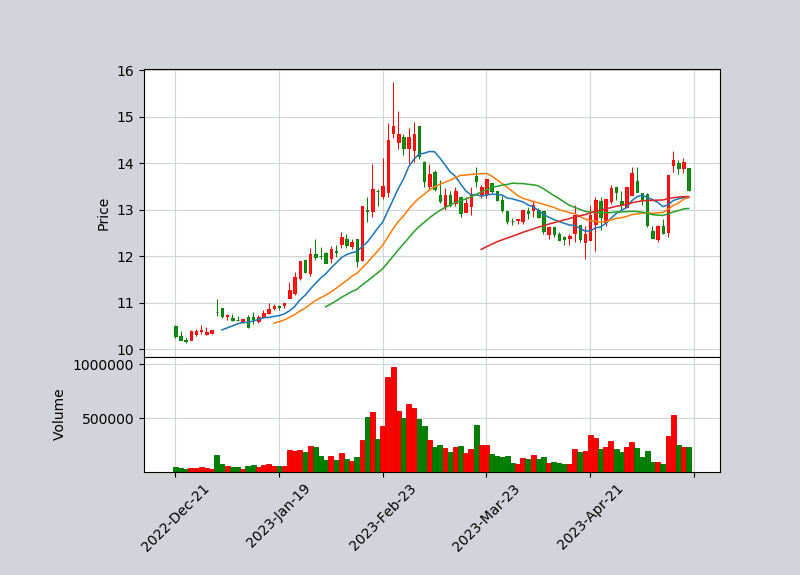 16
15
14
13
12
11
10
Price
1000000
500000
Volume
2022-Dec-21
2023-Jan-19
2023-Feb-23
2023-Mar-23
2023-Apr-21